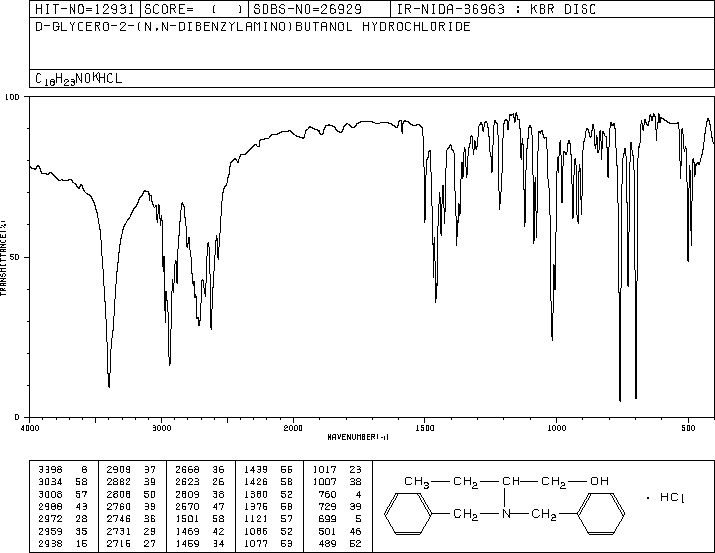 HIT-NO=12931 SCORE= ( ) SDBS-NO=26929 IR-NIDA-36963 : KBR DISC
D-GLYCERO-2-(N,N-DIBENZYLAMINO)BUTANOL HYDROCHLORIDE
C18H23NO·HCL
100
50
0
TRANSMITTANCE(%)
4000 3000 2000 1500 1000 500
WAVENUMBER(-1)
3398 8 2909 37 2668 36 1439 55 1017 23
3034 58 2882 39 2623 26 1426 58 1007 38
3008 57 2808 50 2609 38 1380 52 760 4
2988 43 2760 39 2570 47 1375 58 729 39
2972 28 2746 36 1501 58 1121 57 699 5
2959 35 2731 29 1469 42 1086 52 501 46
2938 15 2715 27 1459 34 1077 53 489 52
CH3 CH2 CH CH2 OH
CH2 N CH2
· HCl